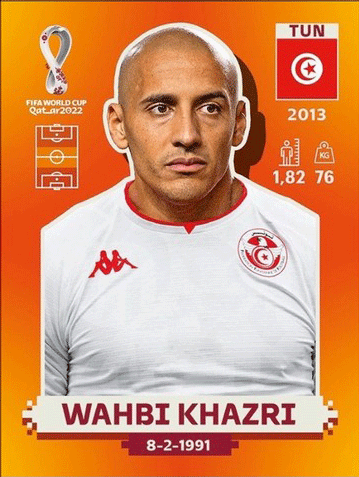 FIFA WORLD CUP
Qatar2022
TUN
2013
KG
1,82 76
WAHBI KHAZRI
8-2-1991